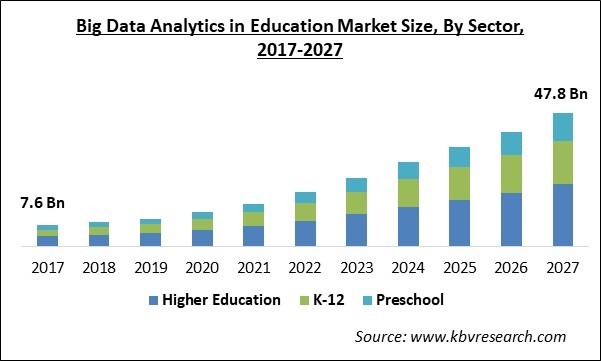 Big Data Analytics in Education Market Size, By Sector,
2017-2027
47.8 Bn
7.6 Bn
2017 2018 2019 2020 2021 2022 2023 2024 2025 2026 2027
Higher Education K-12 Preschool
Source: www.kbvresearch.com